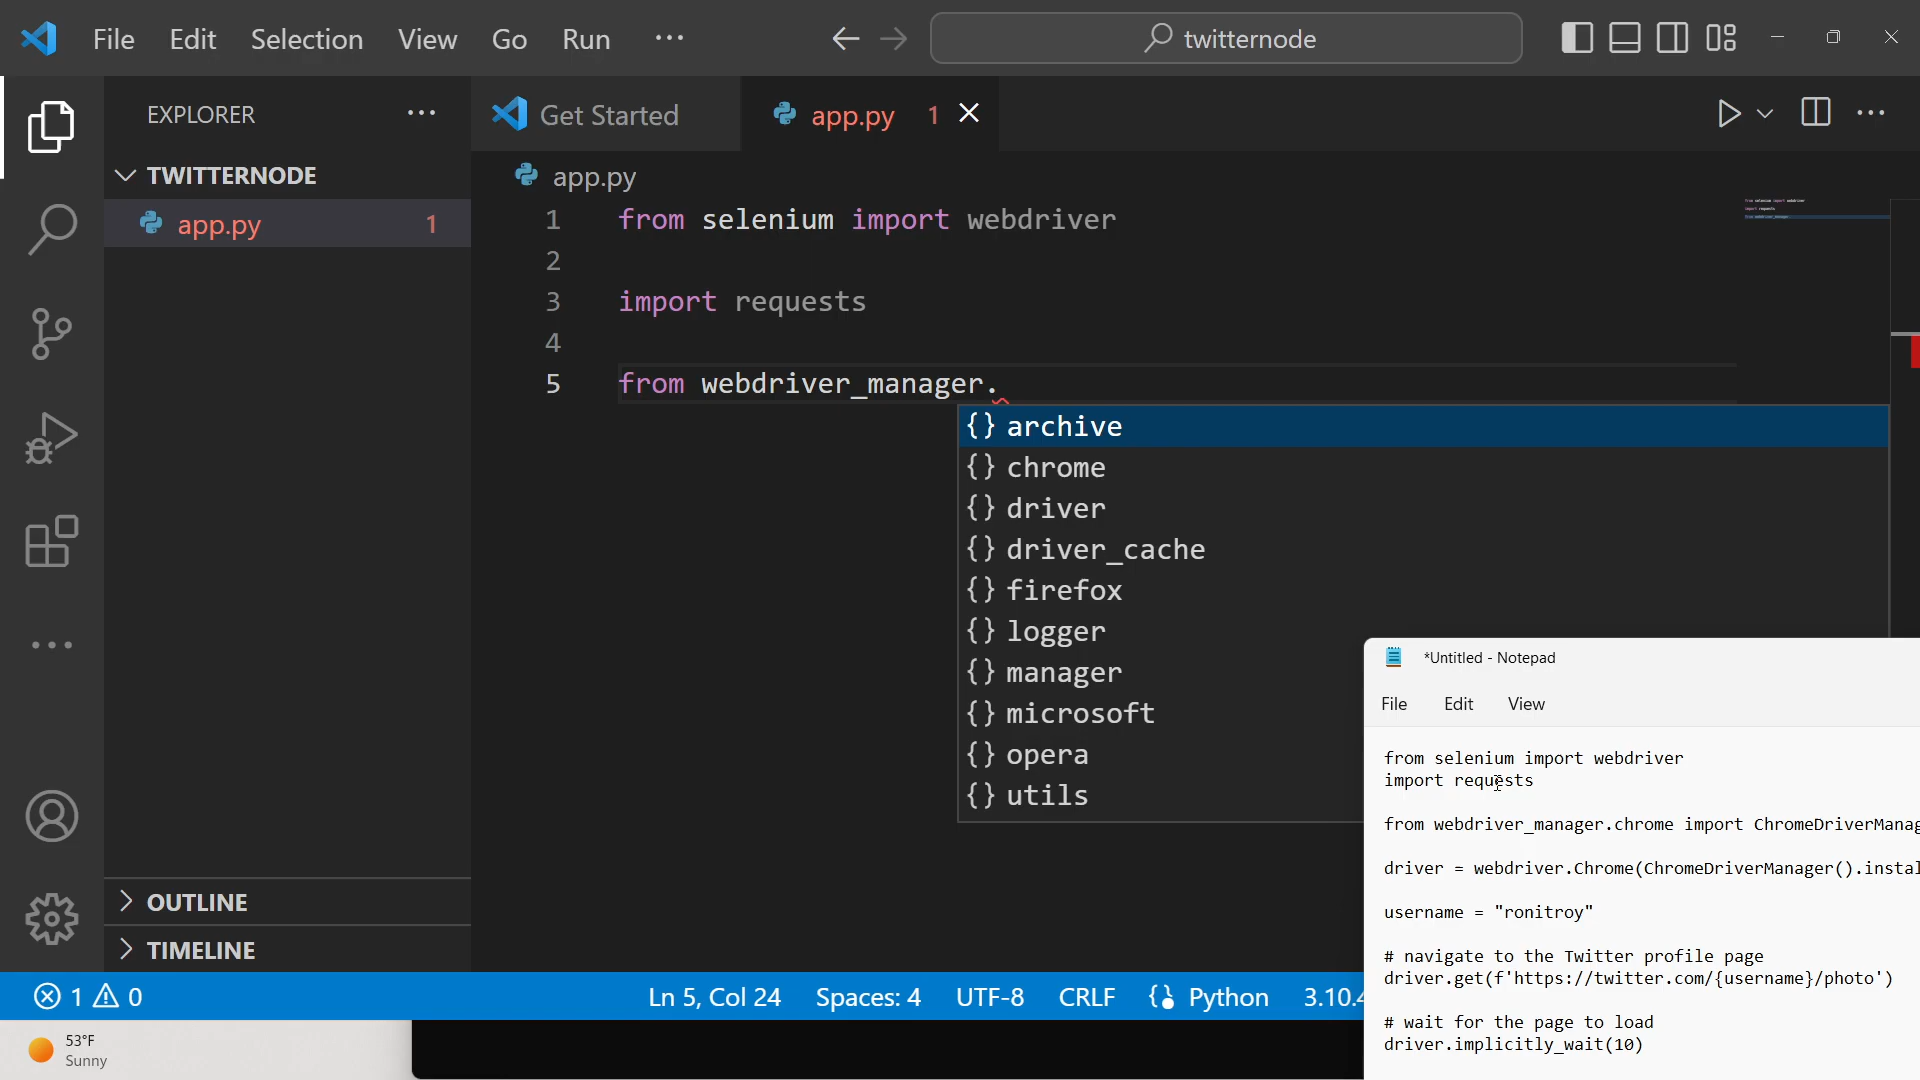 File Edit Selection View Go Run ...
twitternode
EXPLORER ...
Get Started
app.py 1
TWITTERNODE
app.py 1
app.py
1 from selenium import webdriver
2
3 import requests
4
5 from webdriver_manager.
{} archive
{} chrome
{} driver
{} driver_cache
{} firefox
{} logger
{} manager
{} microsoft
{} opera
{} utils
*Untitled - Notepad
File Edit View
from selenium import webdriver
import requests
from webdriver_manager.chrome import ChromeDriverManag
driver = webdriver.Chrome(ChromeDriverManager().instal
username = "ronitroy"
# navigate to the Twitter profile page
driver.get(f'https://twitter.com/{username}/photo')
# wait for the page to load
driver.implicitly_wait(10)
OUTLINE
TIMELINE
1 0
Ln 5, Col 24 Spaces: 4 UTF-8 CRLF {} Python 3.10.4
53°F
Sunny